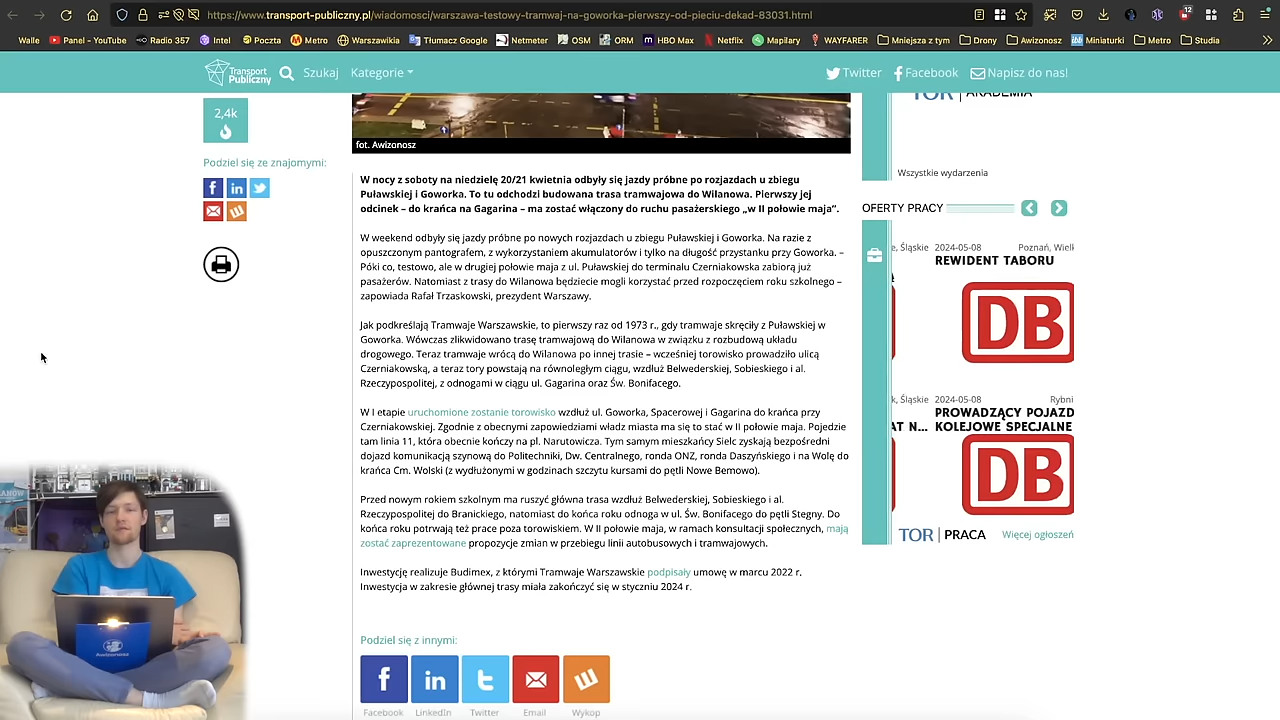 https://www.transport-publiczny.pl/wiadomosci/warszawa-testowy-tramwaj-na-goworka-pierwszy-od-pieciu-dekad-83031.html
12
Walle
Panel - YouTube
Radio 357
Intel
Poczta
Metro
Warszawikia
Tłumacz Google
Netmeter
OSM
ORM
HBO Max
Netflix
Mapilary
WAYFARER
Mniejsza z tym
Drony
Awizonosz
Miniaturki
Metro
Studia
Transport Publiczny
Szukaj
Kategorie
Twitter
Facebook
Napisz do nas!
2,4k
Podziel się ze znajomymi:
fot. Awizonosz
W nocy z soboty na niedzielę 20/21 kwietnia odbyły się jazdy próbne po rozjazdach u zbiegu
Puławskiej i Goworka. To tu odchodzi budowana trasa tramwajowa do Wilanowa. Pierwszy jej
odcinek – do krańca na Gagarina – ma zostać włączony do ruchu pasażerskiego „w II połowie maja”.
W weekend odbyły się jazdy próbne po nowych rozjazdach u zbiegu Puławskiej i Goworka. Na razie z
opuszczonym pantografem, z wykorzystaniem akumulatorów i tylko na długość przystanku przy Goworka. –
Póki co, testowo, ale w drugiej połowie maja z ul. Puławskiej do terminalu Czerniakowska zabiorą już
pasażerów. Natomiast z trasy do Wilanowa będziecie mogli korzystać przed rozpoczęciem roku szkolnego –
zapowiada Rafał Trzaskowski, prezydent Warszawy.
Jak podkreślają Tramwaje Warszawskie, to pierwszy raz od 1973 r., gdy tramwaje skręciły z Puławskiej w
Goworka. Wówczas zlikwidowano trasę tramwajową do Wilanowa w związku z rozbudową układu
drogowego. Teraz tramwaje wrócą do Wilanowa po innej trasie – wcześniej torowisko prowadziło ulicą
Czerniakowską, a teraz tory powstają na równoległym ciągu, wzdłuż Belwederskiej, Sobieskiego i al.
Rzeczypospolitej, z odnogami w ciągu ul. Gagarina oraz Św. Bonifacego.
W I etapie uruchomione zostanie torowisko wzdłuż ul. Goworka, Spacerowej i Gagarina do krańca przy
Czerniakowskiej. Zgodnie z obecnymi zapowiedziami władz miasta ma się to stać w II połowie maja. Pojedzie
tam linia 11, która obecnie kończy na pl. Narutowicza. Tym samym mieszkańcy Sielc zyskają bezpośredni
dojazd komunikacją szynową do Politechniki, Dw. Centralnego, ronda ONZ, ronda Daszyńskiego i na Wolę do
krańca Cm. Wolski (z wydłużonymi w godzinach szczytu kursami do pętli Nowe Bemowo).
Przed nowym rokiem szkolnym ma ruszyć główna trasa wzdłuż Belwederskiej, Sobieskiego i al.
Rzeczpospolitej do Branickiego, natomiast do końca roku odnoga w ul. Św. Bonifacego do pętli Stegny. Do
końca roku potrwają też prace poza torowiskiem. W II połowie maja, w ramach konsultacji społecznych, mają
zostać zaprezentowane propozycje zmian w przebiegu linii autobusowych i tramwajowych.
Inwestycję realizuje Budimex, z którymi Tramwaje Warszawskie podpisały umowę w marcu 2022 r.
Inwestycja w zakresie głównej trasy miała zakończyć się w styczniu 2024 r.
Podziel się z innymi:
Facebook
LinkedIn
Twitter
Email
Wykop
TOR | AKADEMIA
Wszystkie wydarzenia
OFERTY PRACY
e, Śląskie
2024-05-08
Poznań, Wielk
REWIDENT TABORU
DB
k, Śląskie
2024-05-08
Rybni
AT N...
PROWADZĄCY POJAZD
KOLEJOWE SPECJALNE
DB
TOR | PRACA
Więcej ogłoszeń
Awizonosz